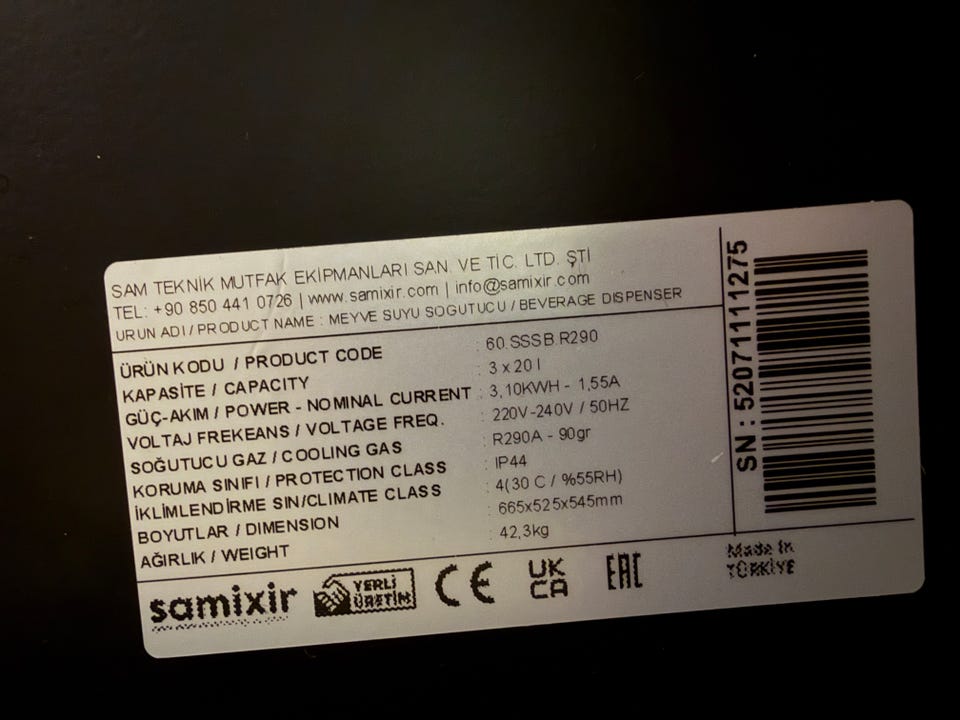 SAM TEKNİK MUTFAK EKİPMANLARI SAN. VE TİC. LTD. ŞTİ
TEL: +90 850 441 0726 | www.samixir.com | info@samixir.com
URUN ADI / PRODUCT NAME : MEYVE SUYU SOGUTUCU / BEVERAGE DISPENSER
ÜRÜN KODU / PRODUCT CODE : 60.SSSB.R290
KAPASİTE / CAPACITY : 3 x 20 l
GÜÇ-AKIM / POWER - NOMINAL CURRENT : 3,10KWH - 1,55A
VOLTAJ FREKEANS / VOLTAGE FREQ. : 220V-240V / 50HZ
SOĞUTUCU GAZ / COOLING GAS : R290A - 90gr
KORUMA SINIFI / PROTECTION CLASS : IP44
İKLİMLENDİRME SIN/CLIMATE CLASS : 4(30 C / %55RH)
BOYUTLAR / DIMENSION : 665x525x545mm
AĞIRLIK / WEIGHT : 42,3kg
SN : 52071111275
samixir
YERLİ
ÜRETİM
CE
UK
CA
EAC
Made in
TÜRKİYE